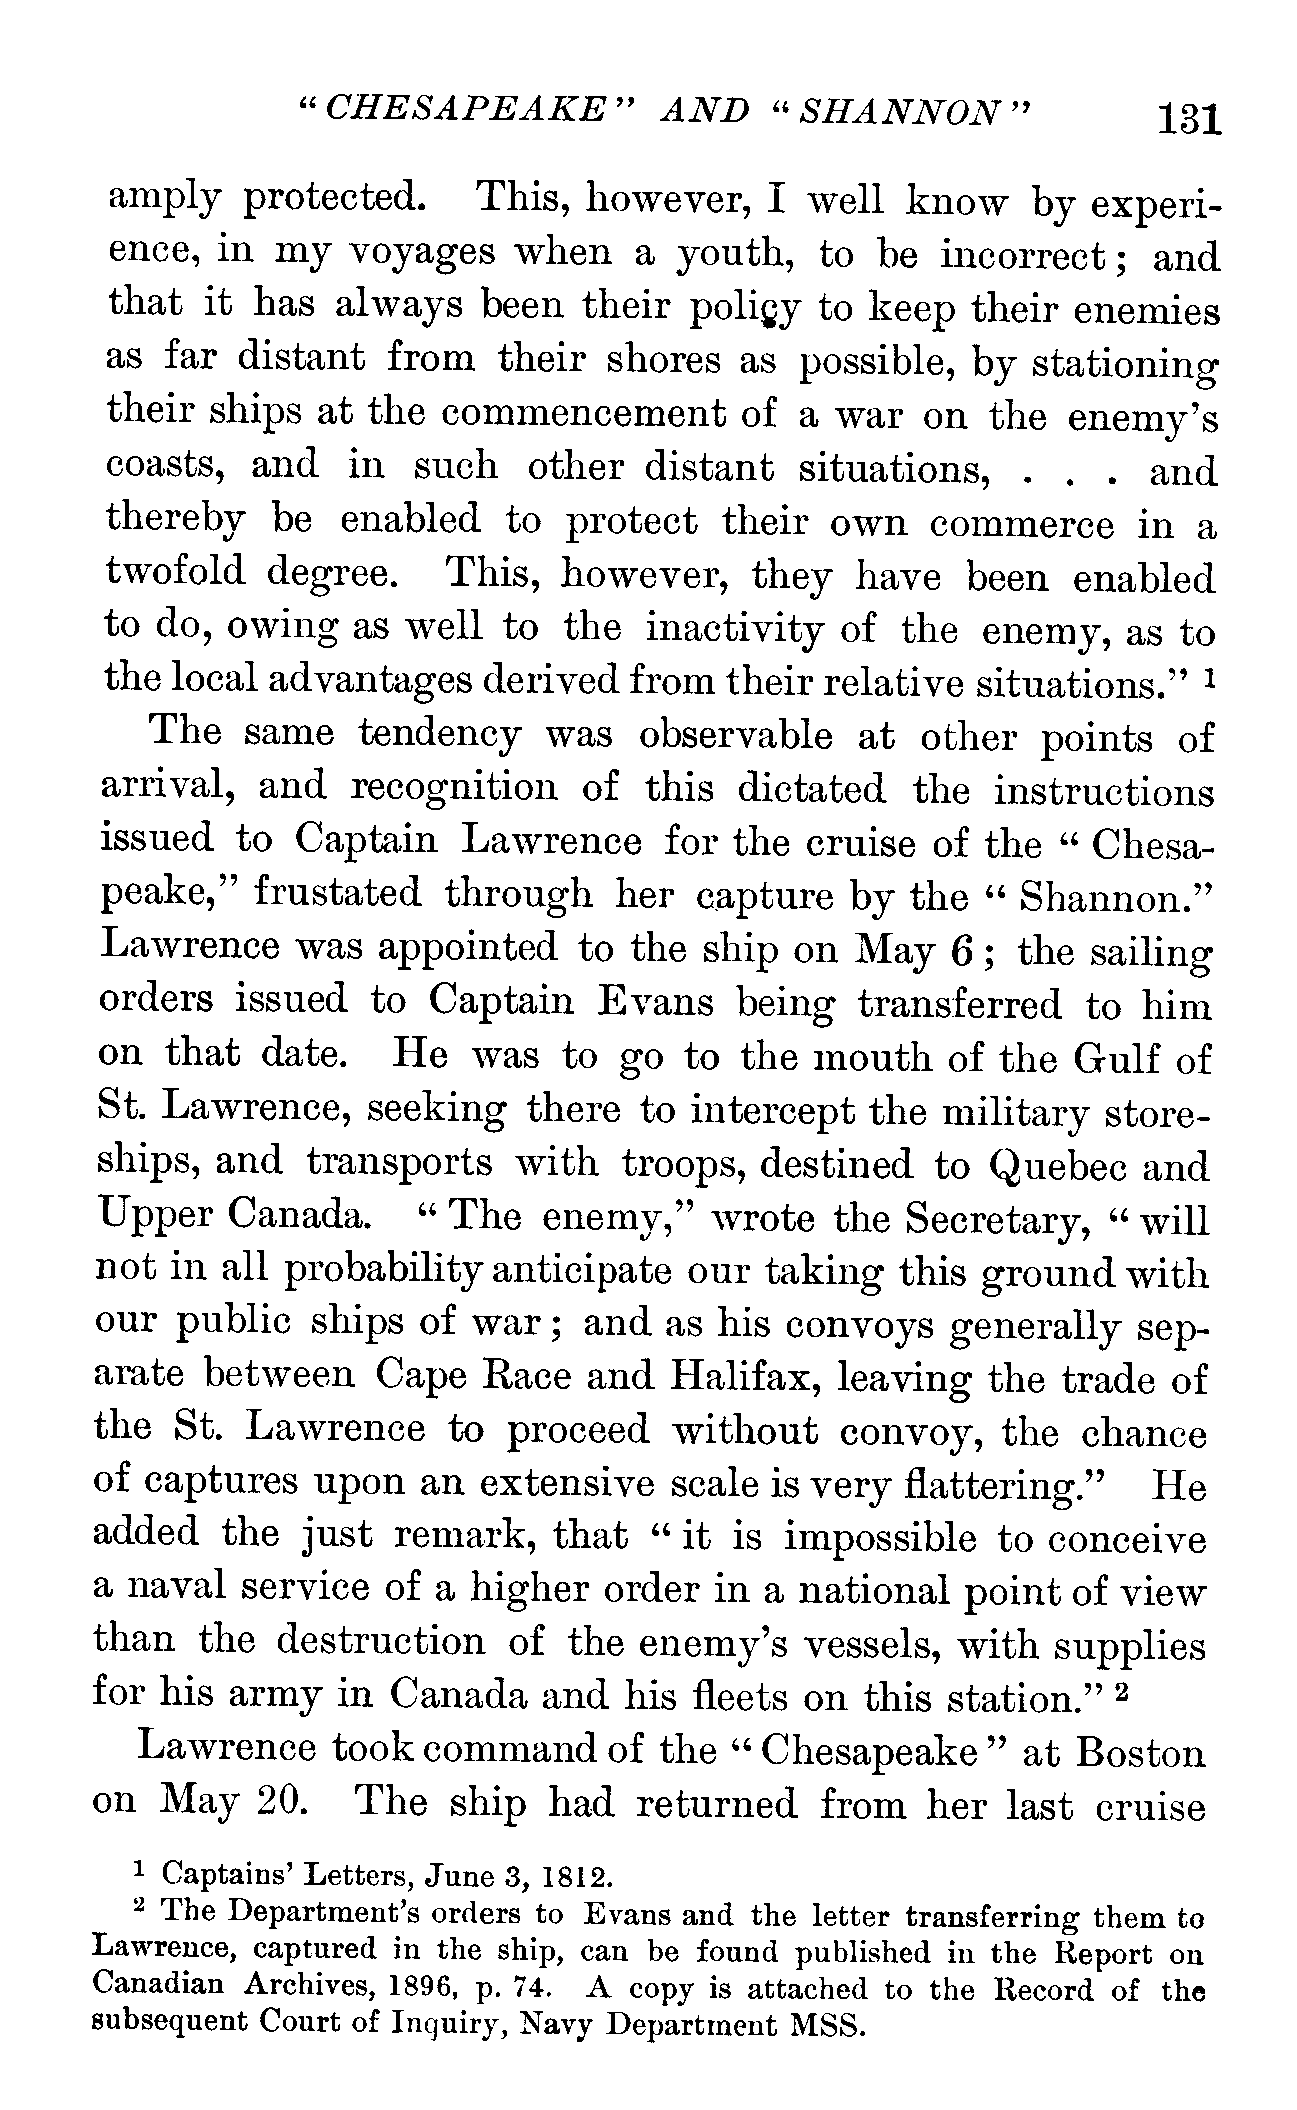 "CHESAPEAKE" AND "SHANNON" 131
amply protected. This, however, I well know by experi-
ence, in my voyages when a youth, to be incorrect; and
that it has always been their policy to keep their enemies
as far distant from their shores as possible, by stationing
their ships at the commencement of a war on the enemy's
coasts, and in such other distant situations, . . . and
thereby be enabled to protect their own commerce in a
twofold degree. This, however, they have been enabled
to do, owing as well to the inactivity of the enemy, as to
the local advantages derived from their relative situations." 1
The same tendency was observable at other points of
arrival, and recognition of this dictated the instructions
issued to Captain Lawrence for the cruise of the "Chesa-
peake," frustated through her capture by the "Shannon."
Lawrence was appointed to the ship on May 6; the sailing
orders issued to Captain Evans being transferred to him
on that date. He was to go to the mouth of the Gulf of
St. Lawrence, seeking there to intercept the military store-
ships, and transports with troops, destined to Quebec and
Upper Canada. "The enemy," wrote the Secretary, "will
not in all probability anticipate our taking this ground with
our public ships of war; and as his convoys generally sep-
arate between Cape Race and Halifax, leaving the trade of
the St. Lawrence to proceed without convoy, the chance
of captures upon an extensive scale is very flattering." He
added the just remark, that "it is impossible to conceive
a naval service of a higher order in a national point of view
than the destruction of the enemy's vessels, with supplies
for his army in Canada and his fleets on this station." 2
Lawrence took command of the "Chesapeake" at Boston
on May 20. The ship had returned from her last cruise
1 Captains' Letters, June 3, 1812.
2 The Department's orders to Evans and the letter transferring them to
Lawrence, captured in the ship, can be found published in the Report on
Canadian Archives, 1896, p. 74. A copy is attached to the Record of the
subsequent Court of Inquiry, Navy Department MSS.